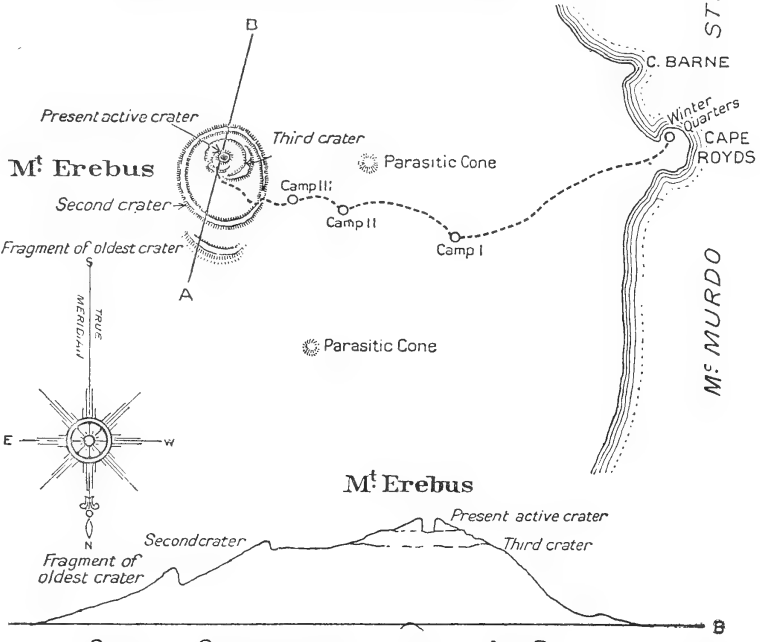 B
ST
C. BARNE
Winter
Quarters
CAPE
ROYDS
Present active crater
Third crater
Mt. Erebus
Parasitic Cone
Second crater
Camp III
Camp II
Camp I
Fragment of oldest crater
A
S
TRUE
MERIDIAN
Parasitic Cone
Mc MURDO
E
W
N
Mt. Erebus
Present active crater
Second crater
Third crater
Fragment of
oldest crater
B